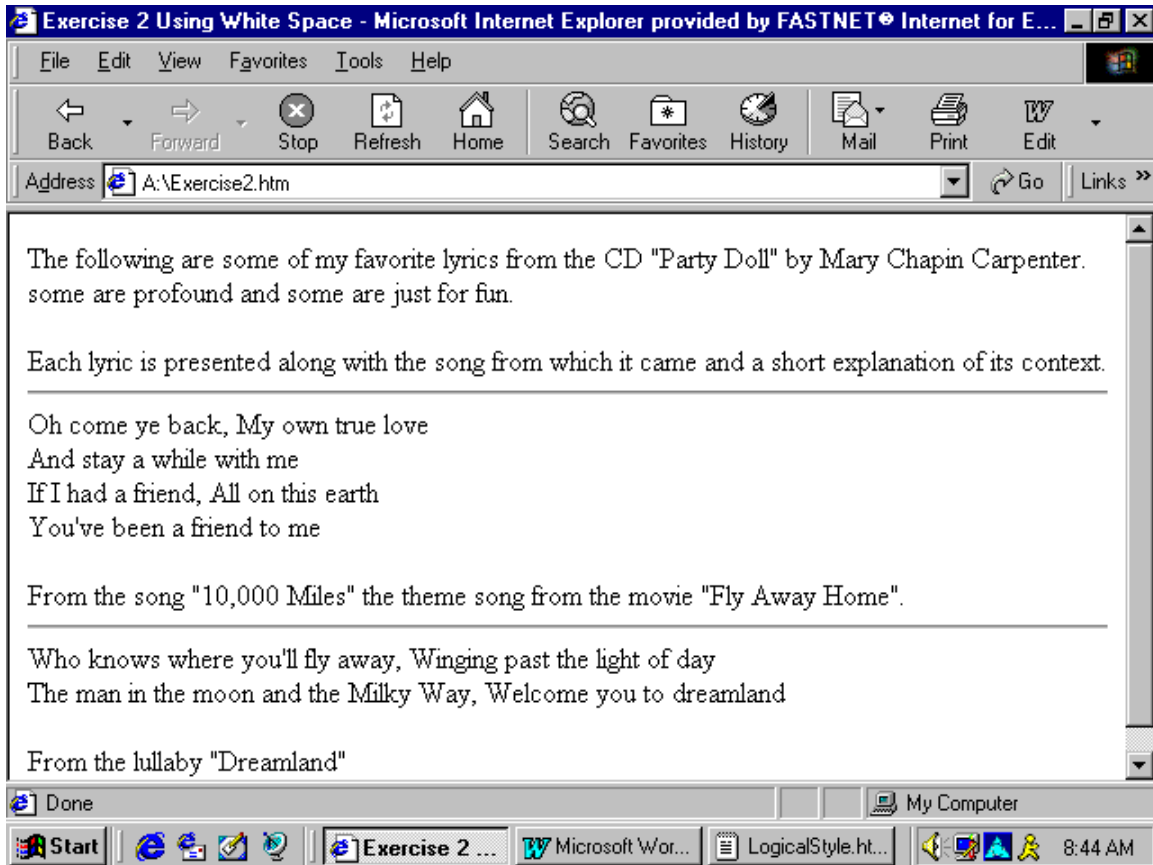 Exercise 2 Using White Space - Microsoft Internet Explorer provided by FASTNET® Internet for E...
File Edit View Favorites Tools Help
Back Forward Stop Refresh Home Search Favorites History Mail Print Edit
Address A:\Exercise2.htm Go Links »
The following are some of my favorite lyrics from the CD "Party Doll" by Mary Chapin Carpenter.
some are profound and some are just for fun.
Each lyric is presented along with the song from which it came and a short explanation of its context.
Oh come ye back, My own true love
And stay a while with me
If I had a friend, All on this earth
You've been a friend to me
From the song "10,000 Miles" the theme song from the movie "Fly Away Home".
Who knows where you'll fly away, Winging past the light of day
The man in the moon and the Milky Way, Welcome you to dreamland
From the lullaby "Dreamland"
Done My Computer
Start Exercise 2 ... Microsoft Wor... LogicalStyle.ht... 8:44 AM